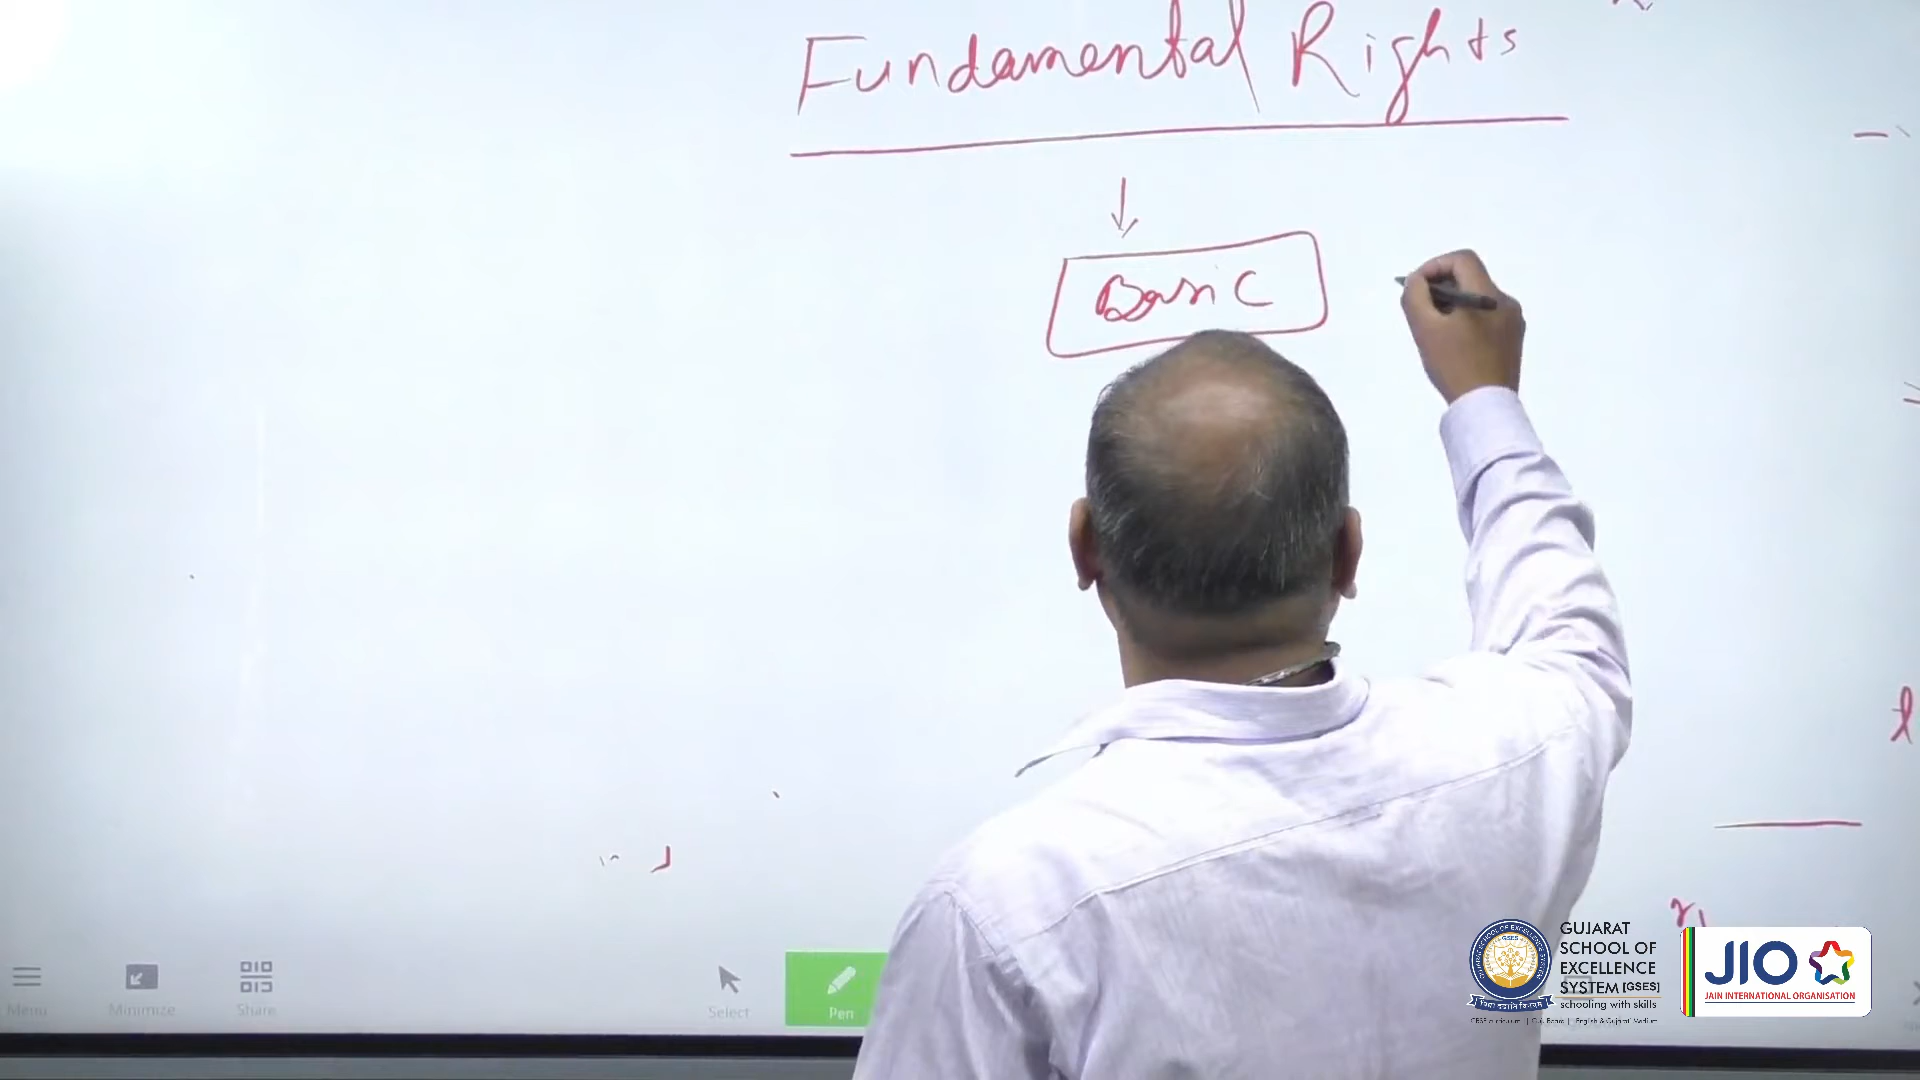 Fundamental Rights
Basic
Menu
Minimize
Share
Select
Pen
GUJARAT
SCHOOL OF
EXCELLENCE
SYSTEM [GSES]
schooling with skills
JIO
JAIN INTERNATIONAL ORGANISATION